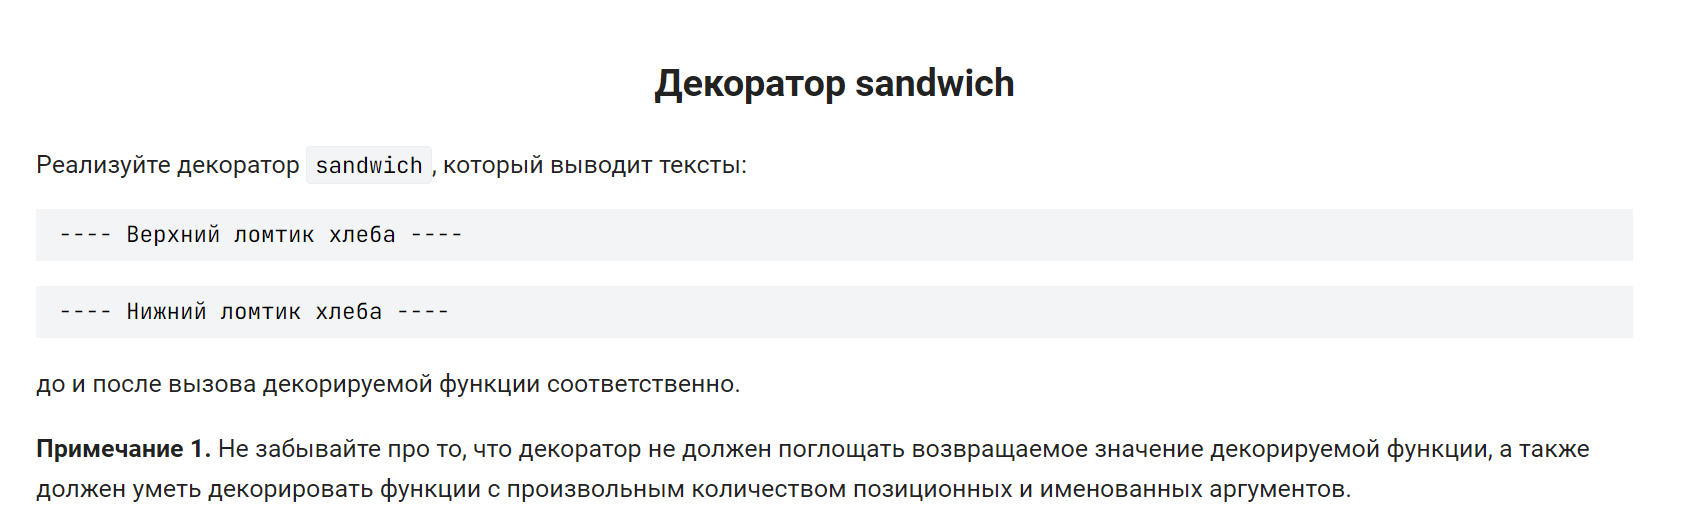 Декоратор sandwich
Реализуйте декоратор sandwich, который выводит тексты:
---- Верхний ломтик хлеба ----
---- Нижний ломтик хлеба ----
до и после вызова декорируемой функции соответственно.
Примечание 1. Не забывайте про то, что декоратор не должен поглощать возвращаемое значение декорируемой функции, а также
должен уметь декорировать функции с произвольным количеством позиционных и именованных аргументов.